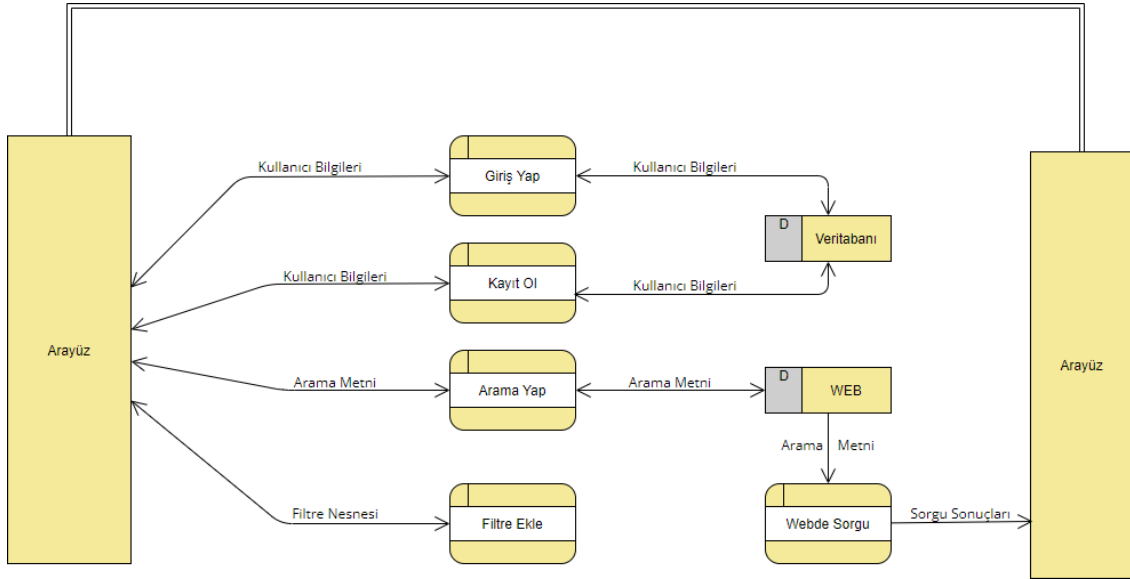 Kullanıcı Bilgileri
Giriş Yap
Kullanıcı Bilgileri
D
Veritabanı
Kullanıcı Bilgileri
Kayıt Ol
Kullanıcı Bilgileri
Arayüz
Arayüz
Arama Metni
Arama Yap
Arama Metni
D
WEB
Arama Metni
Filtre Nesnesi
Filtre Ekle
Webde Sorgu
Sorgu Sonuçları